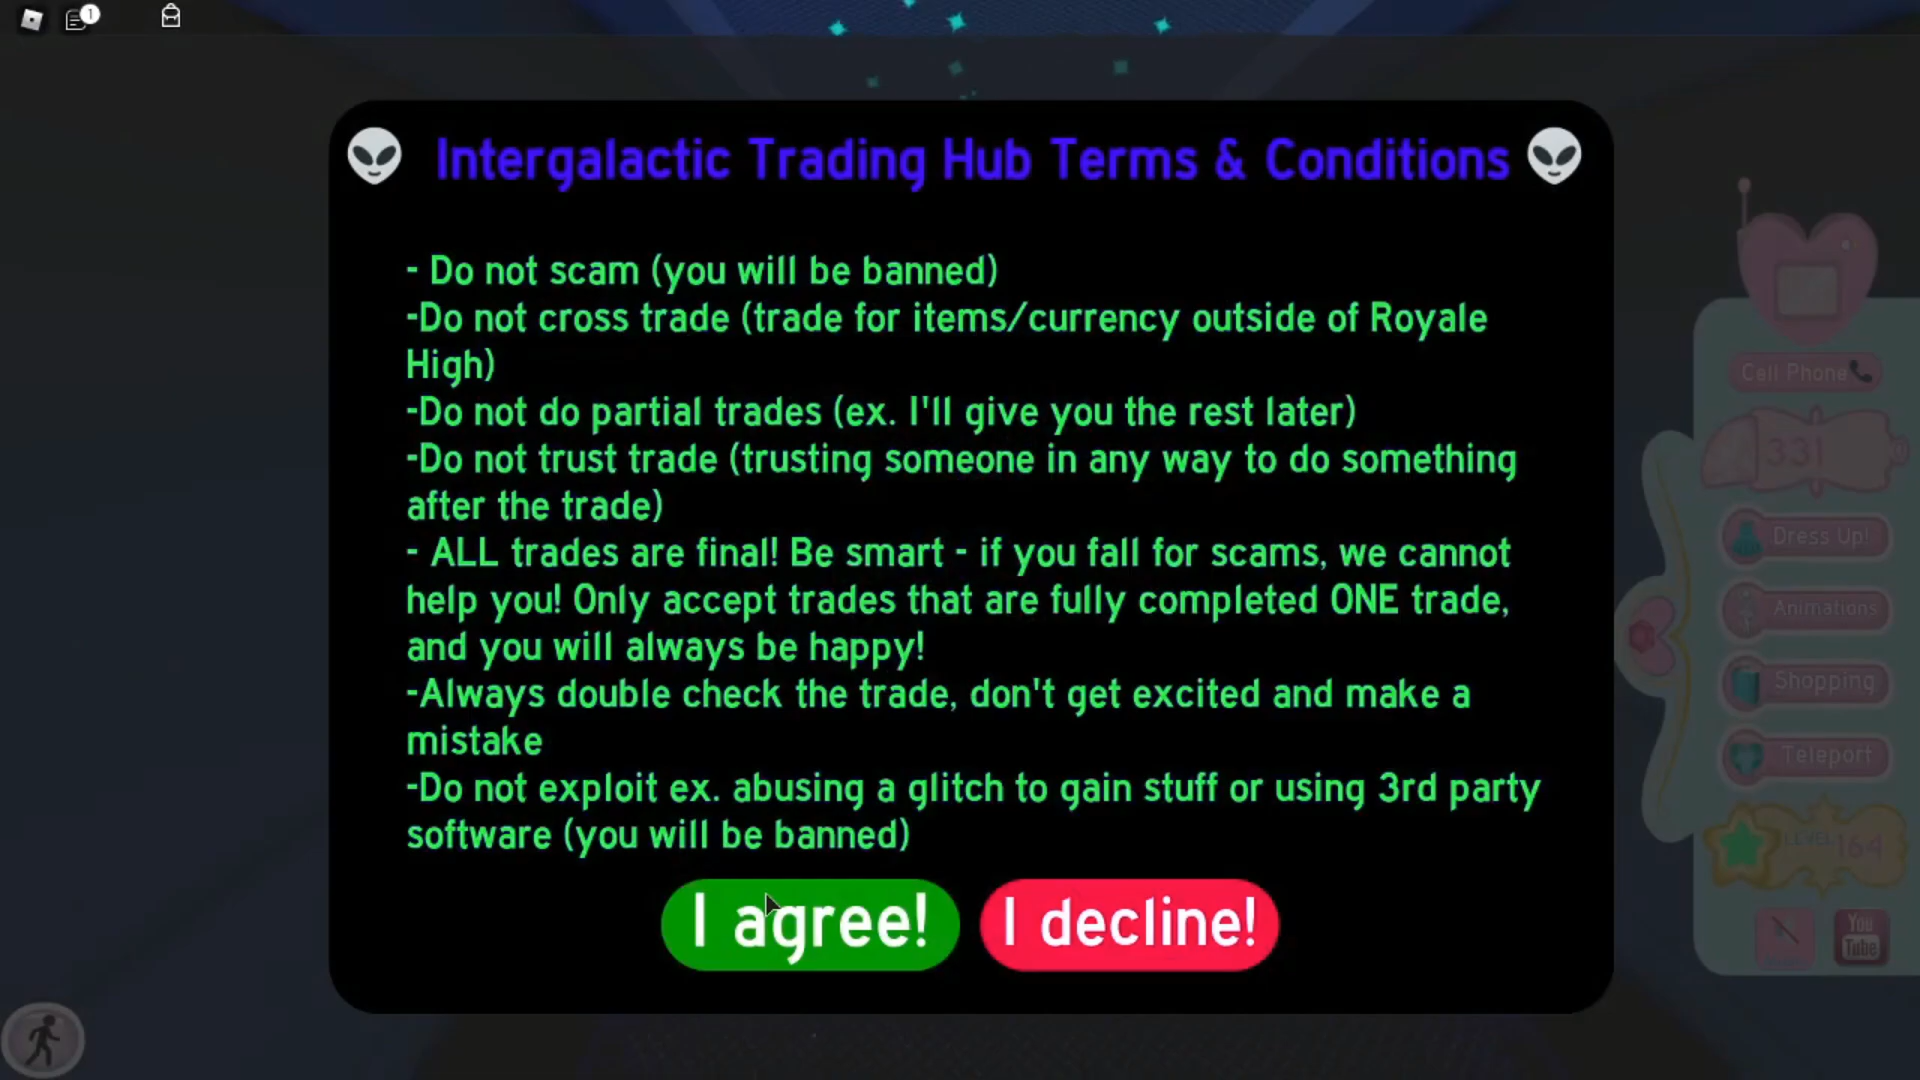 1
Intergalactic Trading Hub Terms & Conditions
- Do not scam (you will be banned)
-Do not cross trade (trade for items/currency outside of Royale
High)
-Do not do partial trades (ex. I'll give you the rest later)
-Do not trust trade (trusting someone in any way to do something
after the trade)
- ALL trades are final! Be smart - if you fall for scams, we cannot
help you! Only accept trades that are fully completed ONE trade,
and you will always be happy!
-Always double check the trade, don't get excited and make a
mistake
-Do not exploit ex. abusing a glitch to gain stuff or using 3rd party
software (you will be banned)
I agree!
I decline!
Cell Phone
331
Dress Up!
Animations
Shopping
Teleport
LEVEL 164
You
Tube